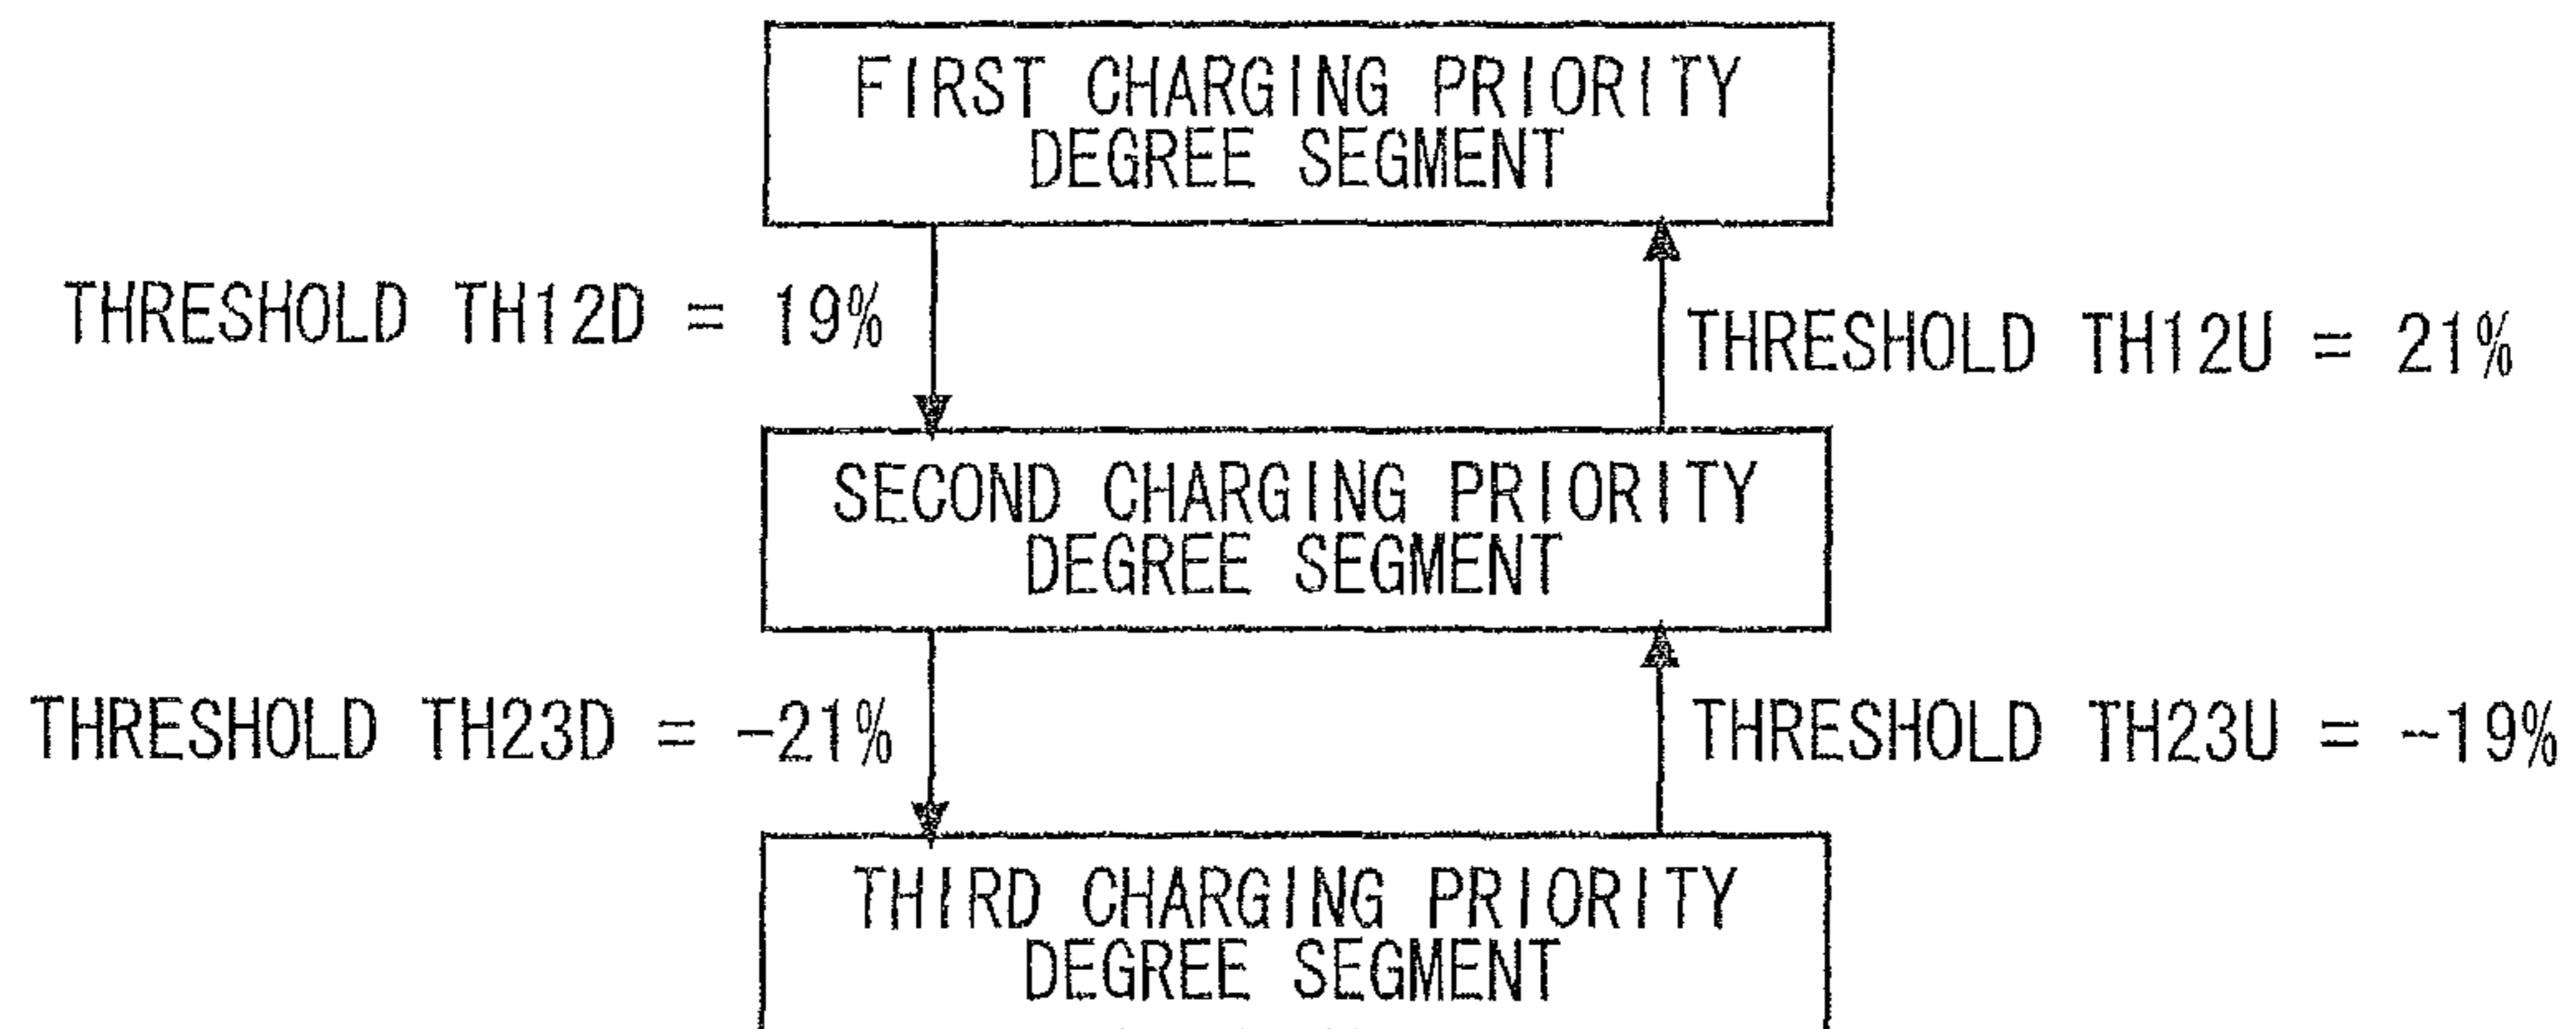 FIRST CHARGING PRIORITY
DEGREE SEGMENT
THRESHOLD TH12D = 19%
THRESHOLD TH12U = 21%
SECOND CHARGING PRIORITY
DEGREE SEGMENT
THRESHOLD TH23D = -21%
THRESHOLD TH23U = -19%
THIRD CHARGING PRIORITY
DEGREE SEGMENT